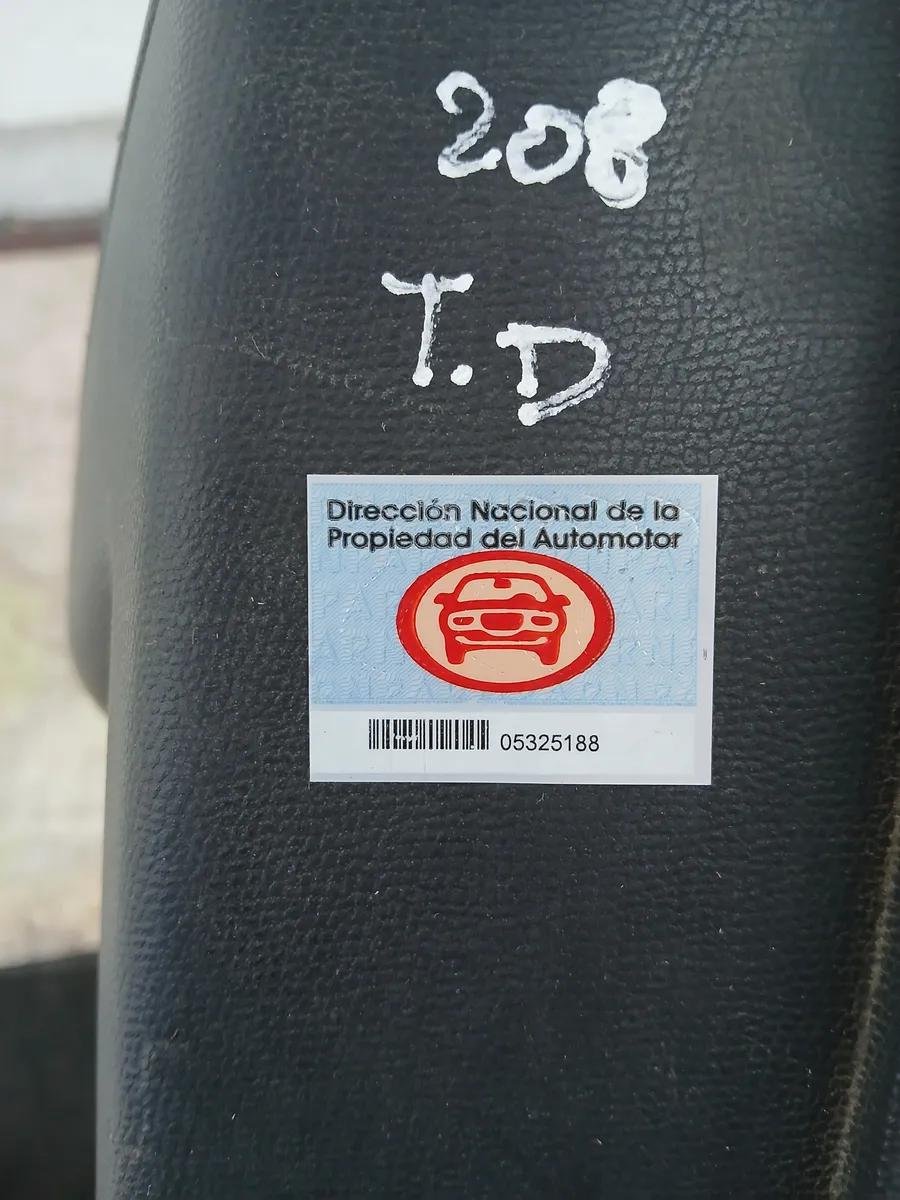 208
T.D
Dirección Nacional de la
Propiedad del Automotor
05325188